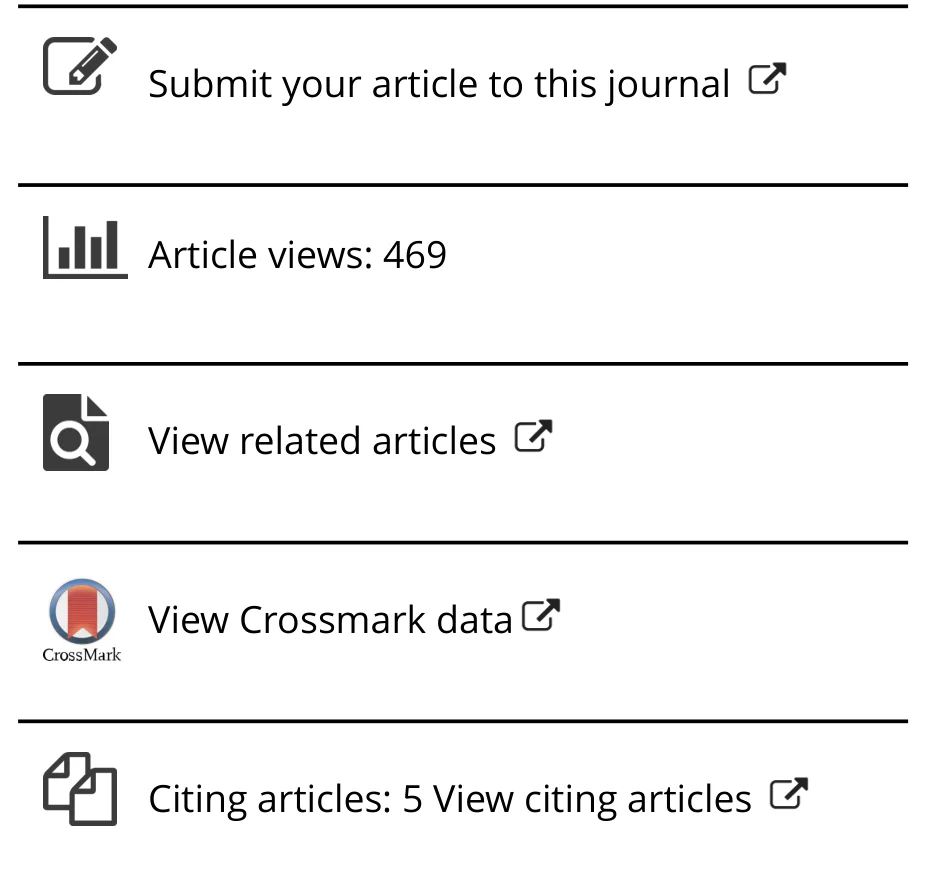 Submit your article to this journal
Article views: 469
View related articles
View Crossmark data
CrossMark
Citing articles: 5 View citing articles